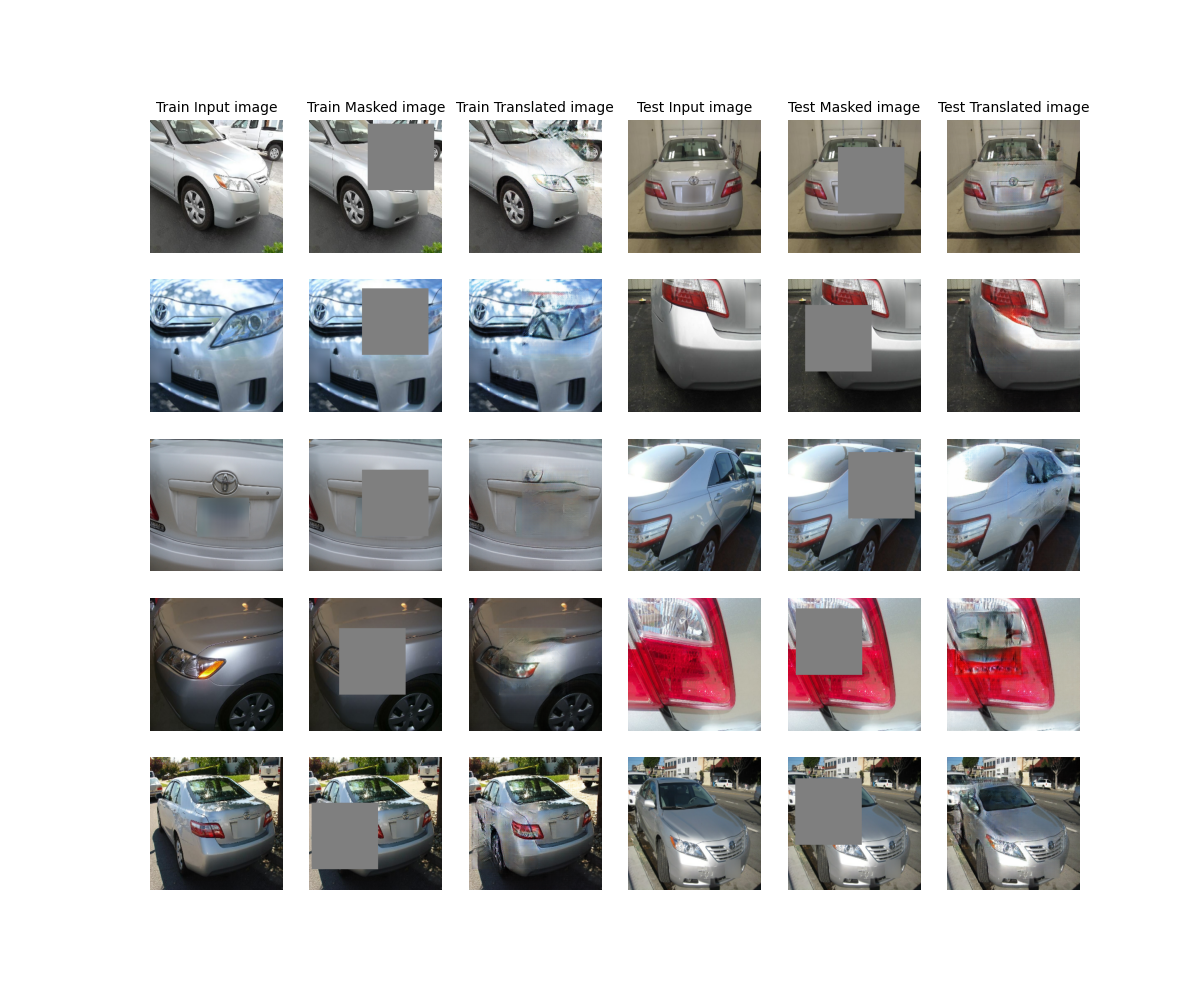 Train Input image
Train Masked image
Train Translated image
Test Input image
Test Masked image
Test Translated image